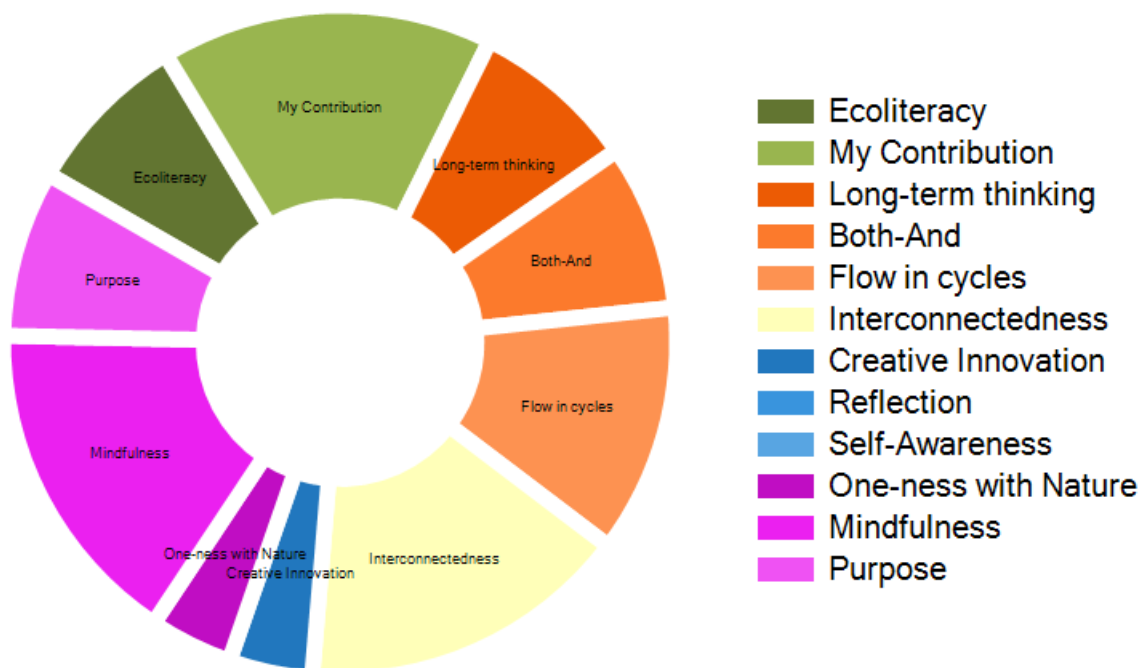 My Contribution
Long-term thinking
Ecoliteracy
Both-And
Purpose
Flow in cycles
Mindfulness
One-ness with Nature
Creative Innovation
Interconnectedness
Ecoliteracy
My Contribution
Long-term thinking
Both-And
Flow in cycles
Interconnectedness
Creative Innovation
Reflection
Self-Awareness
One-ness with Nature
Mindfulness
Purpose